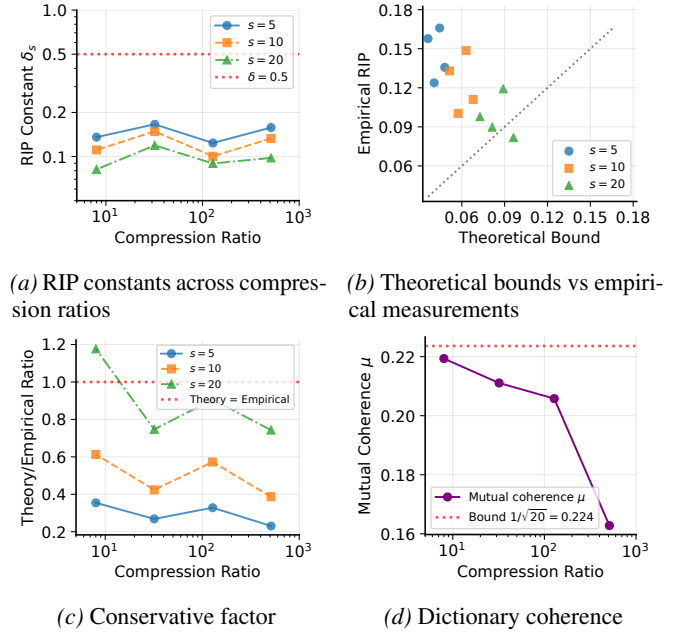 1.0
0.5
0.2
0.1
RIP Constant δs
s = 5
s = 10
s = 20
δ = 0.5
10¹ 10² 10³
Compression Ratio
0.18
0.15
0.12
0.09
0.06
Empirical RIP
s = 5
s = 10
s = 20
0.06 0.09 0.12 0.15 0.18
Theoretical Bound
(a) RIP constants across compres-
sion ratios
(b) Theoretical bounds vs empiri-
cal measurements
1.2
1.0
0.8
0.6
0.4
0.2
Theory/Empirical Ratio
s = 5
s = 10
s = 20
Theory = Empirical
10¹ 10² 10³
Compression Ratio
0.22
0.20
0.18
0.16
Mutual Coherence μ
Mutual coherence μ
Bound 1/√20 = 0.224
10¹ 10² 10³
Compression Ratio
(c) Conservative factor
(d) Dictionary coherence